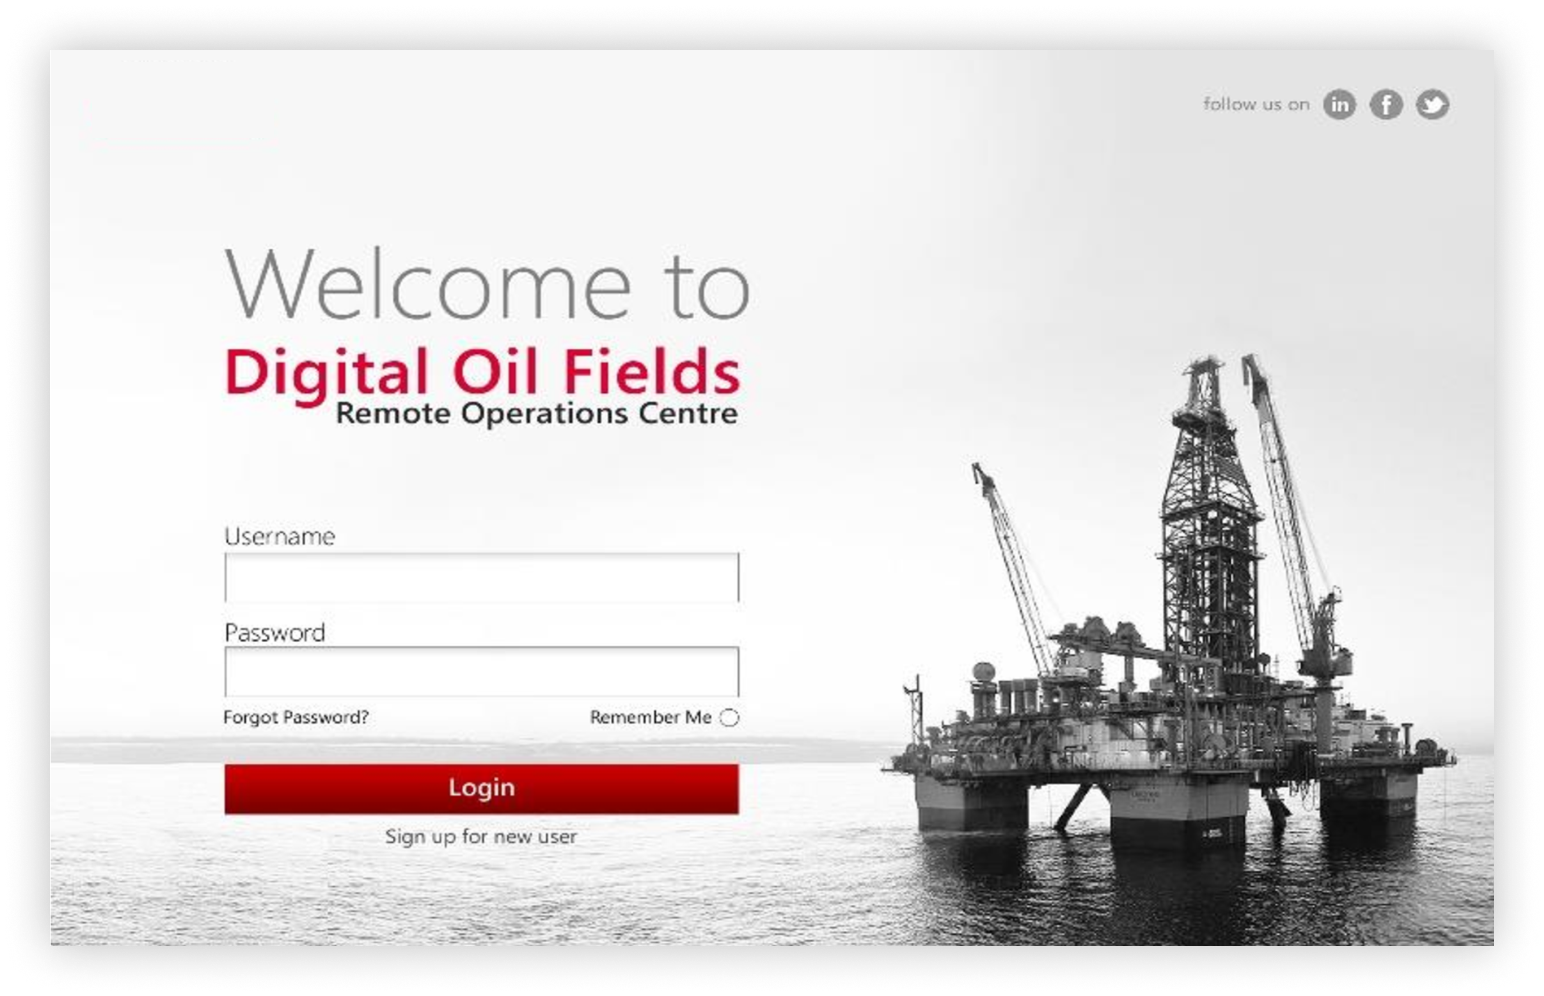 follow us on in f
Welcome to
Digital Oil Fields
Remote Operations Centre
Username
Password
Forgot Password? Remember Me
Login
Sign up for new user